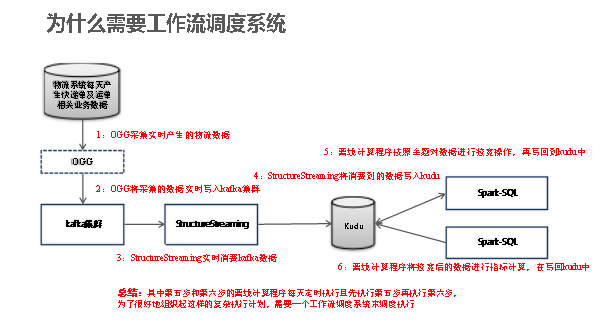 为什么需要工作流调度系统
物流系统每天产
生快递单及运单
相关业务数据
1：OGG采集实时产生的物流数据
OGG
2：OGG将采集的数据实时写入kafka集群
kafka集群
StructureStreaming
3：StructureStreaming实时消费kafka数据
4：StructureStreaming将消费到的数据写入kudu
Kudu
5：离线计算程序按照主题对数据进行拉宽操作，再写回到kudu中
Spark-SQL
Spark-SQL
6：离线计算程序将拉宽后的数据进行指标计算，在写回kudu中
总结：其中第五步和第六步的离线计算程序每天定时执行且先执行第五步再执行第六步，
为了很好地组织起这样的复杂执行计划，需要一个工作流调度系统来调度执行